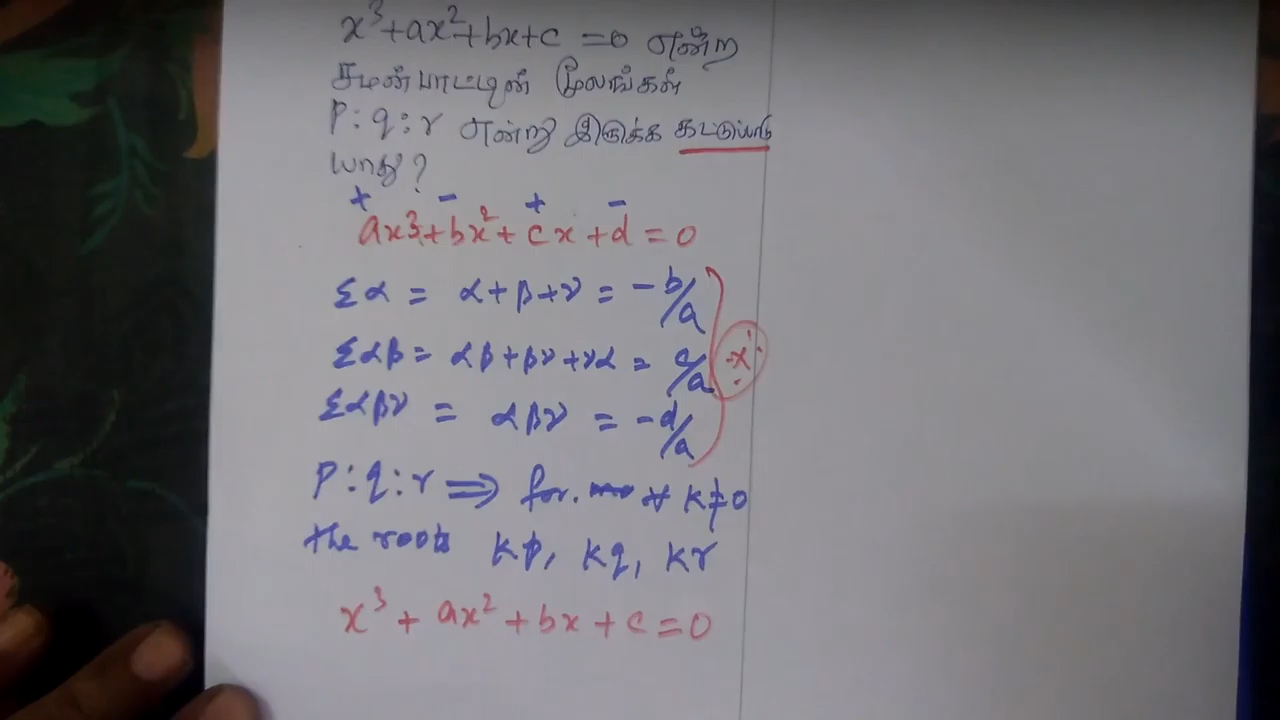 x³+ax²+bx+c =0 என்ற
சமன்பாட்டின் மூலங்கள்
p:q:r என்று இருக்க கட்டுப்பாடு
யாது?
+ - + -
ax³+bx²+cx+d=0
Σα = α+β+γ = -b/a
Σαβ = αβ+βγ+γα = c/a
x
Σαβγ = αβγ = -d/a
p:q:r ⟹ for. ∀ k≠0
the roots kp, kq, kr
x³+ax²+bx+c=0